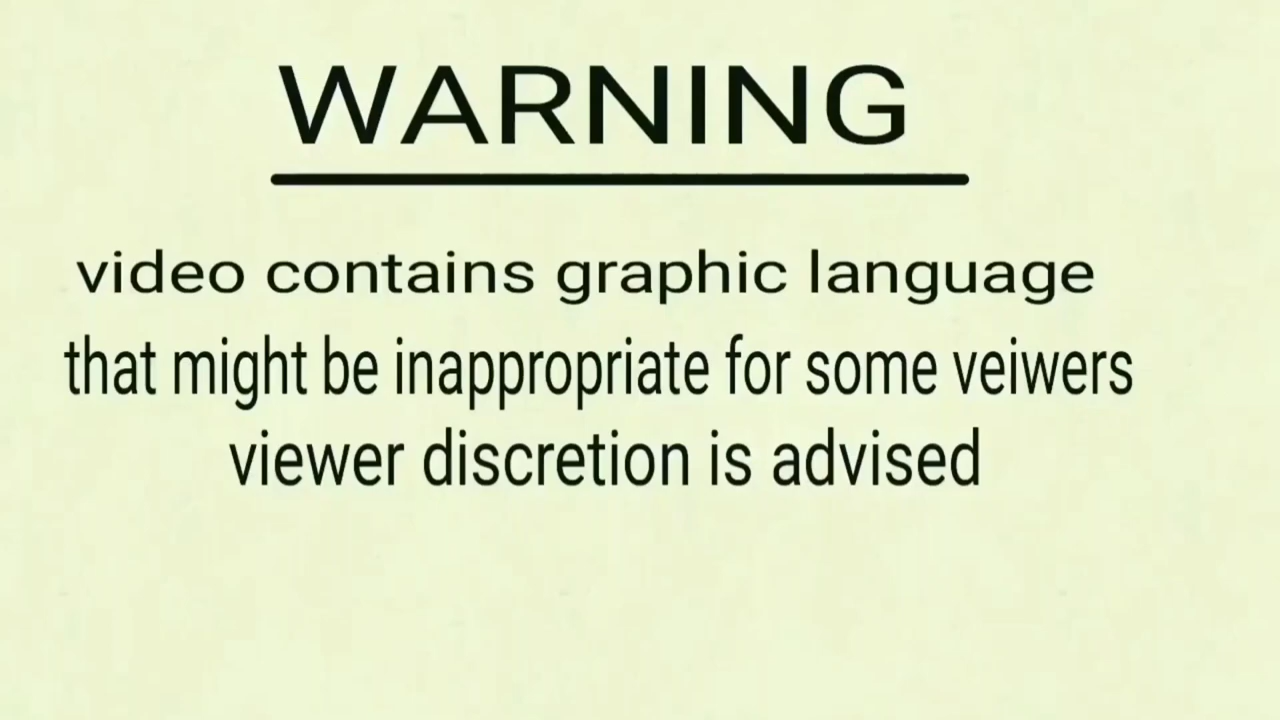 WARNING
video contains graphic language
that might be inappropriate for some veiwers
viewer discretion is advised